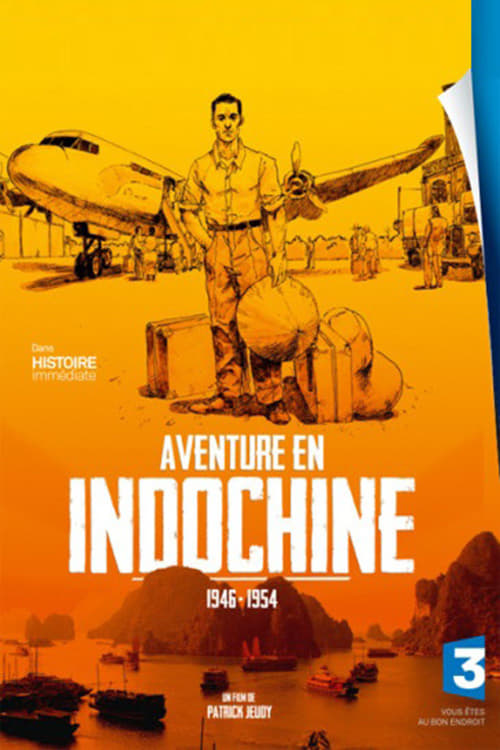 Dans
HISTOIRE
immédiate
AVENTURE EN
INDOCHINE
1946 - 1954
UN FILM DE
PATRICK JEUDY
3
VOUS ÊTES
AU BON ENDROIT